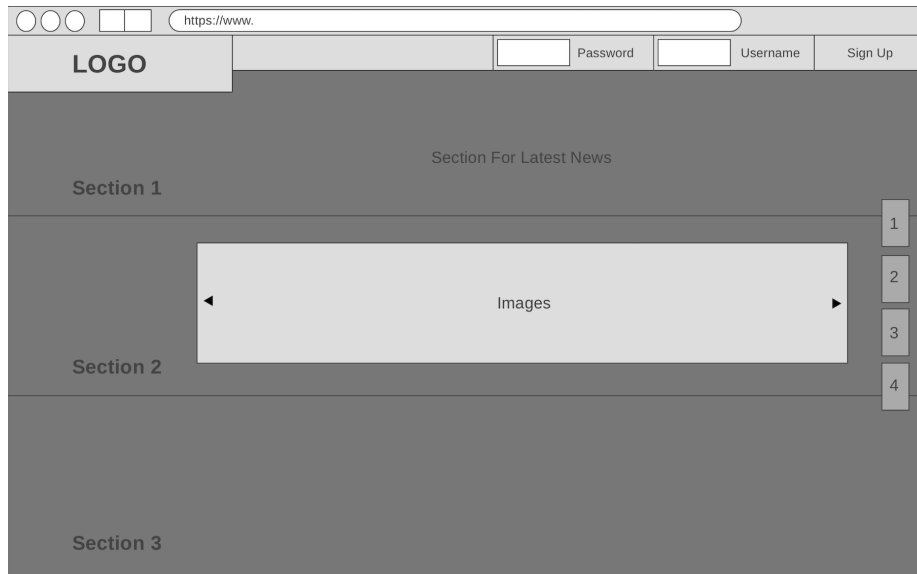 https://www.
LOGO
Password
Username
Sign Up
Section For Latest News
Section 1
1
Images
2
3
Section 2
4
Section 3